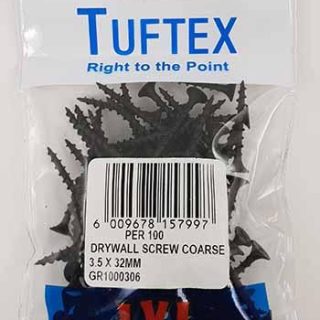 TUFTEX
Right to the Point
6 009678 157997
PER 100
DRYWALL SCREW COARSE
3.5 X 32MM
GR1000306